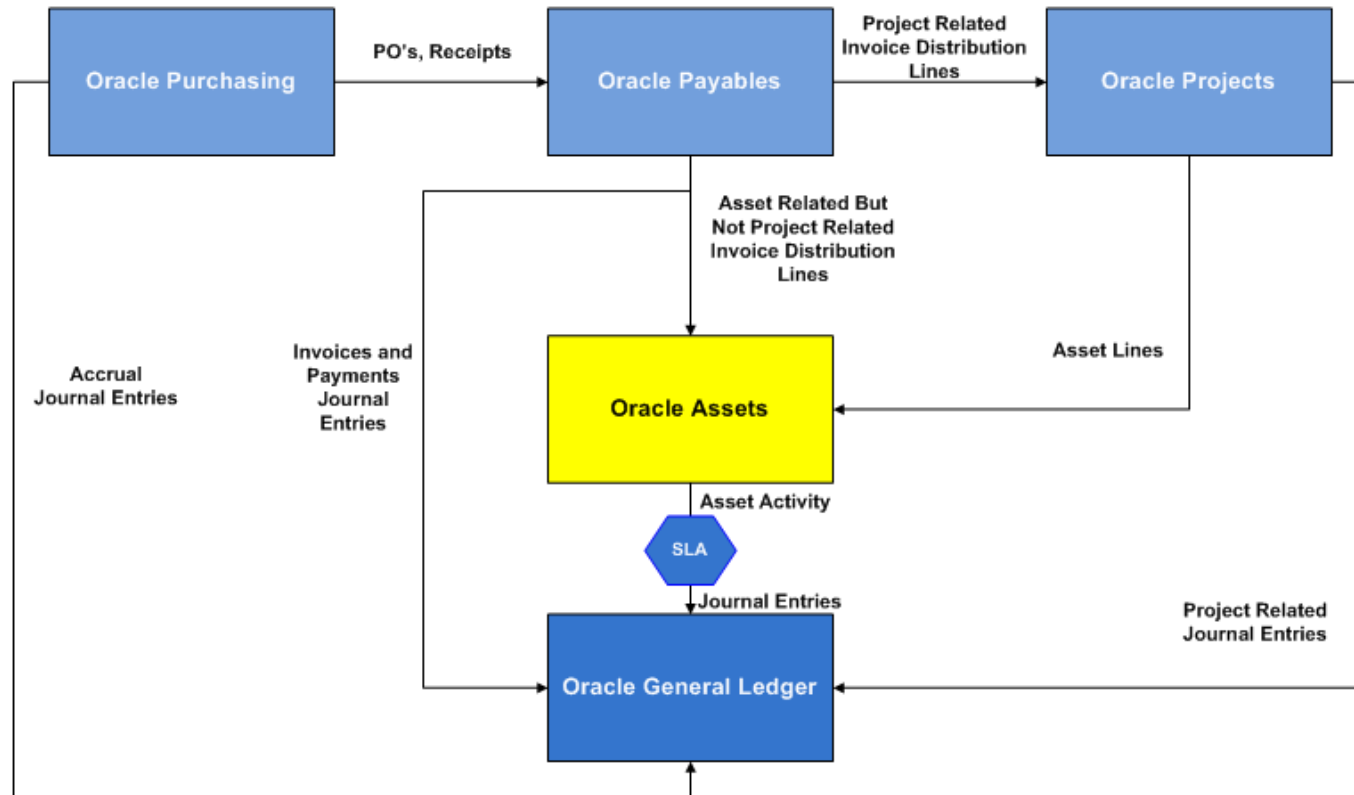 Project Related
Invoice Distribution
Lines
PO's, Receipts
Oracle Purchasing
Oracle Payables
Oracle Projects
Asset Related But
Not Project Related
Invoice Distribution
Lines
Invoices and
Payments
Journal
Entries
Accrual
Journal Entries
Asset Lines
Oracle Assets
Asset Activity
SLA
Journal Entries
Project Related
Journal Entries
Oracle General Ledger